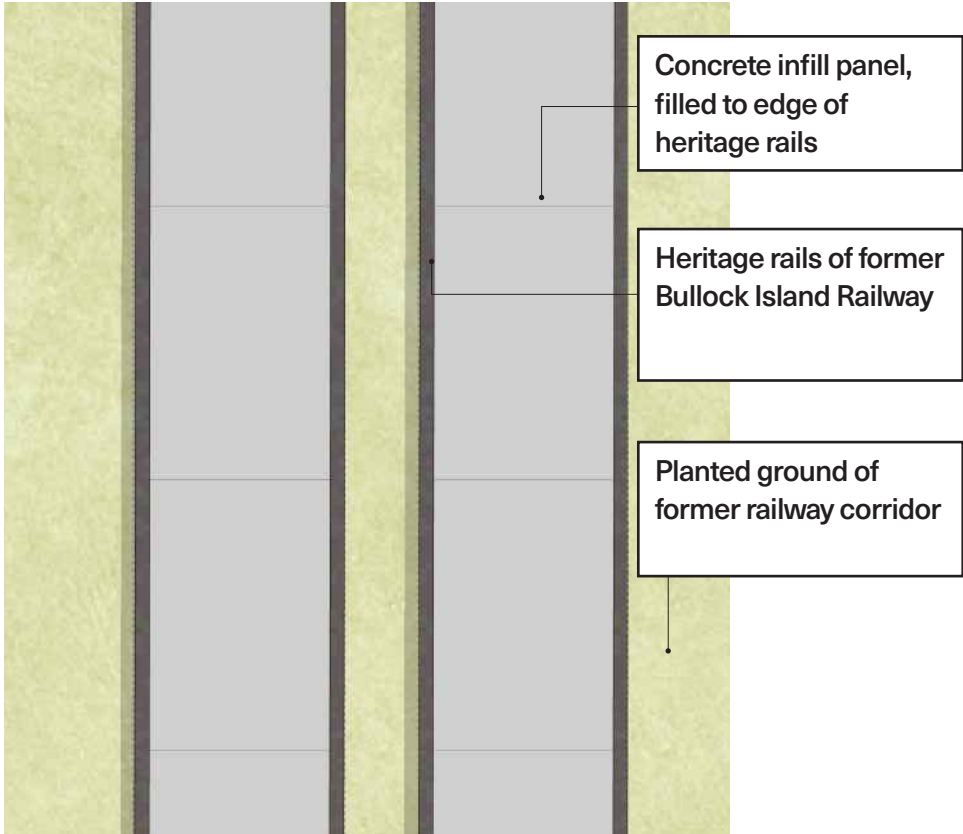 Concrete infill panel,
filled to edge of
heritage rails
Heritage rails of former
Bullock Island Railway
Planted ground of
former railway corridor